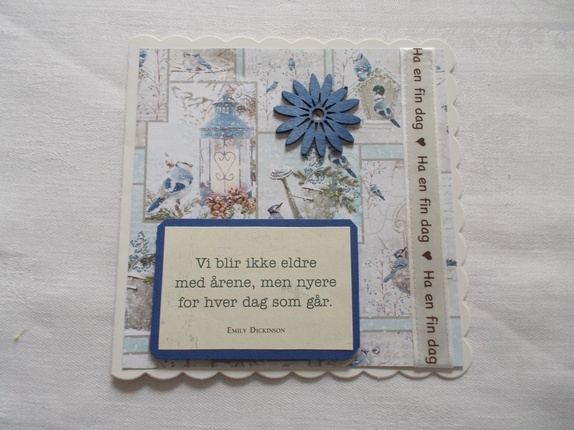 Vi blir ikke eldre
med årene, men nyere
for hver dag som går.
EMILY DICKINSON
Ha en fin dag ♥ Ha en fin dag ♥ Ha en fin dag